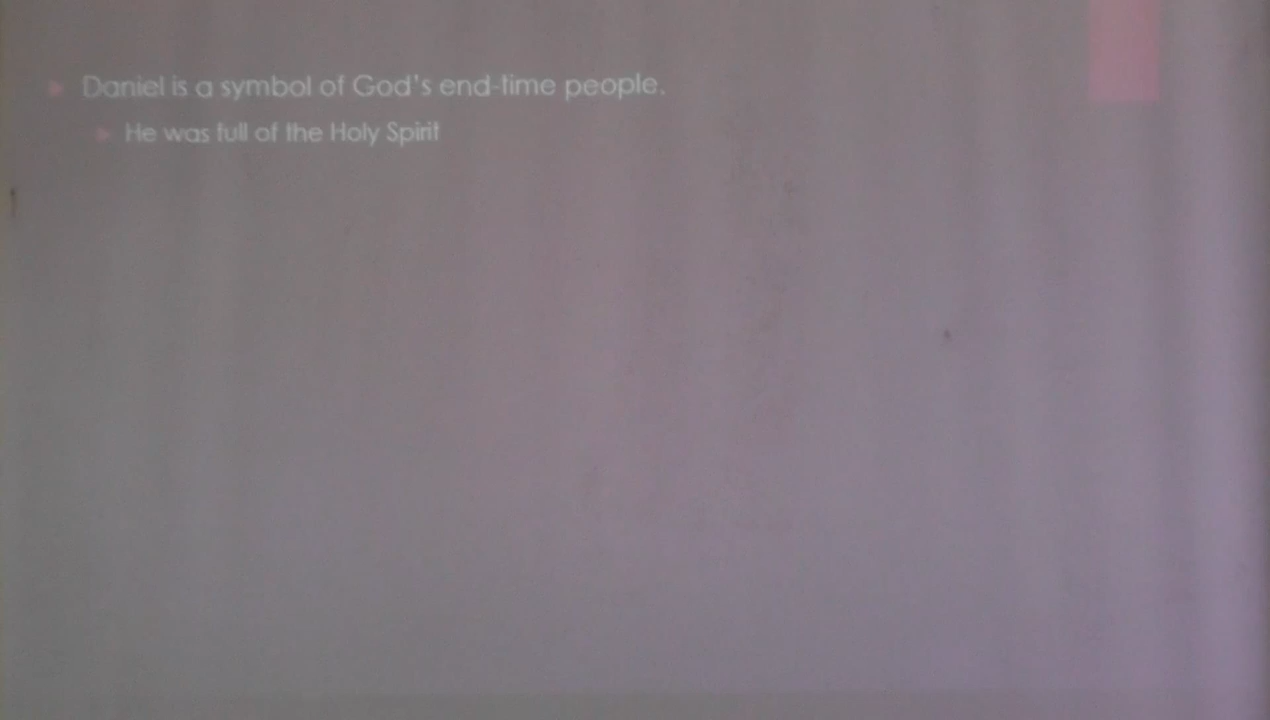 Daniel is a symbol of God's end-time people.
He was full of the Holy Spirit